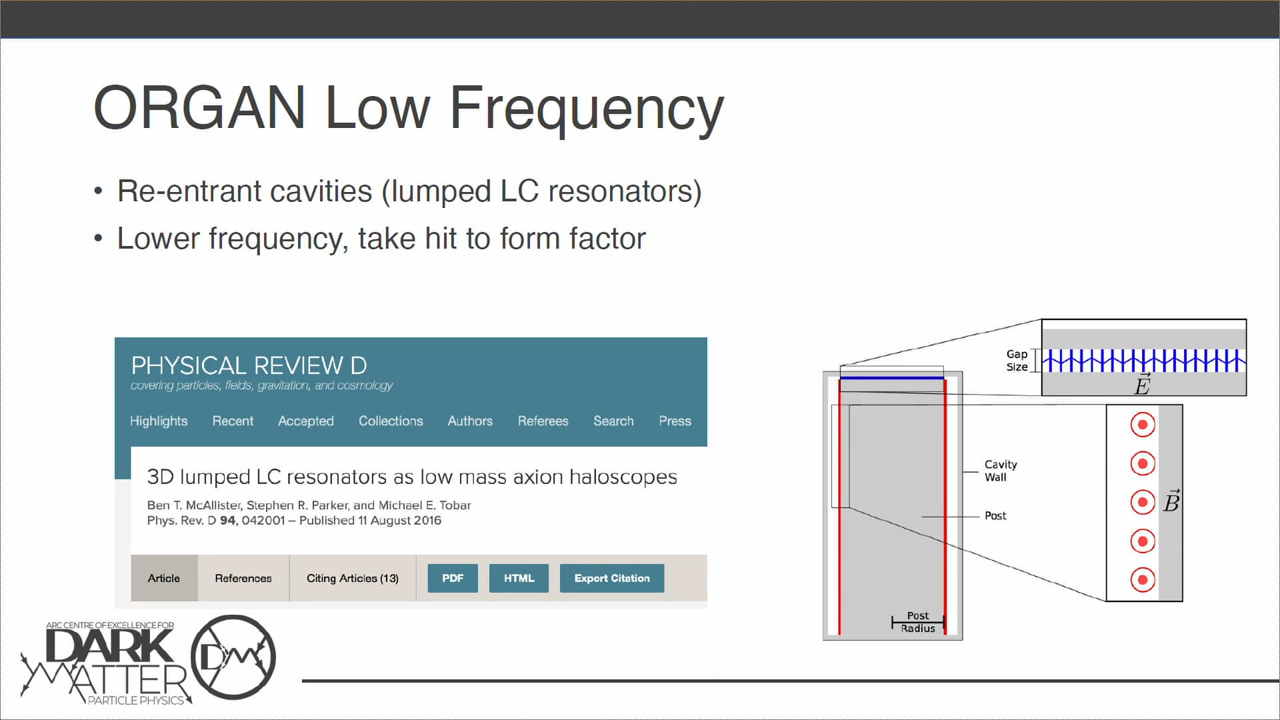 ORGAN Low Frequency
• Re-entrant cavities (lumped LC resonators)
• Lower frequency, take hit to form factor
PHYSICAL REVIEW D
covering particles, fields, gravitation, and cosmology
Highlights Recent Accepted Collections Authors Referees Search Press
3D lumped LC resonators as low mass axion haloscopes
Ben T. McAllister, Stephen R. Parker, and Michael E. Tobar
Phys. Rev. D 94, 042001 – Published 11 August 2016
Article References Citing Articles (13) PDF HTML Export Citation
Gap
Size
E⃗
B⃗
Cavity
Wall
Post
Post
Radius
ARC CENTRE OF EXCELLENCE FOR
DARK
MATTER
PARTICLE PHYSICS
DM